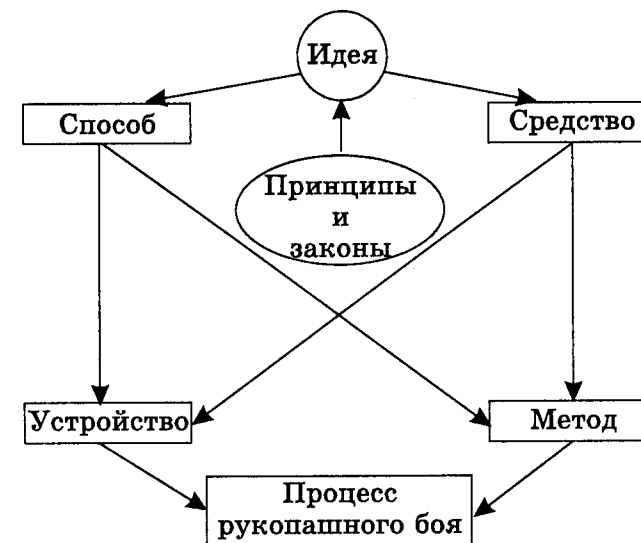 Идея
Способ
Средство
Принципы
и
законы
Устройство
Метод
Процесс
рукопашного боя